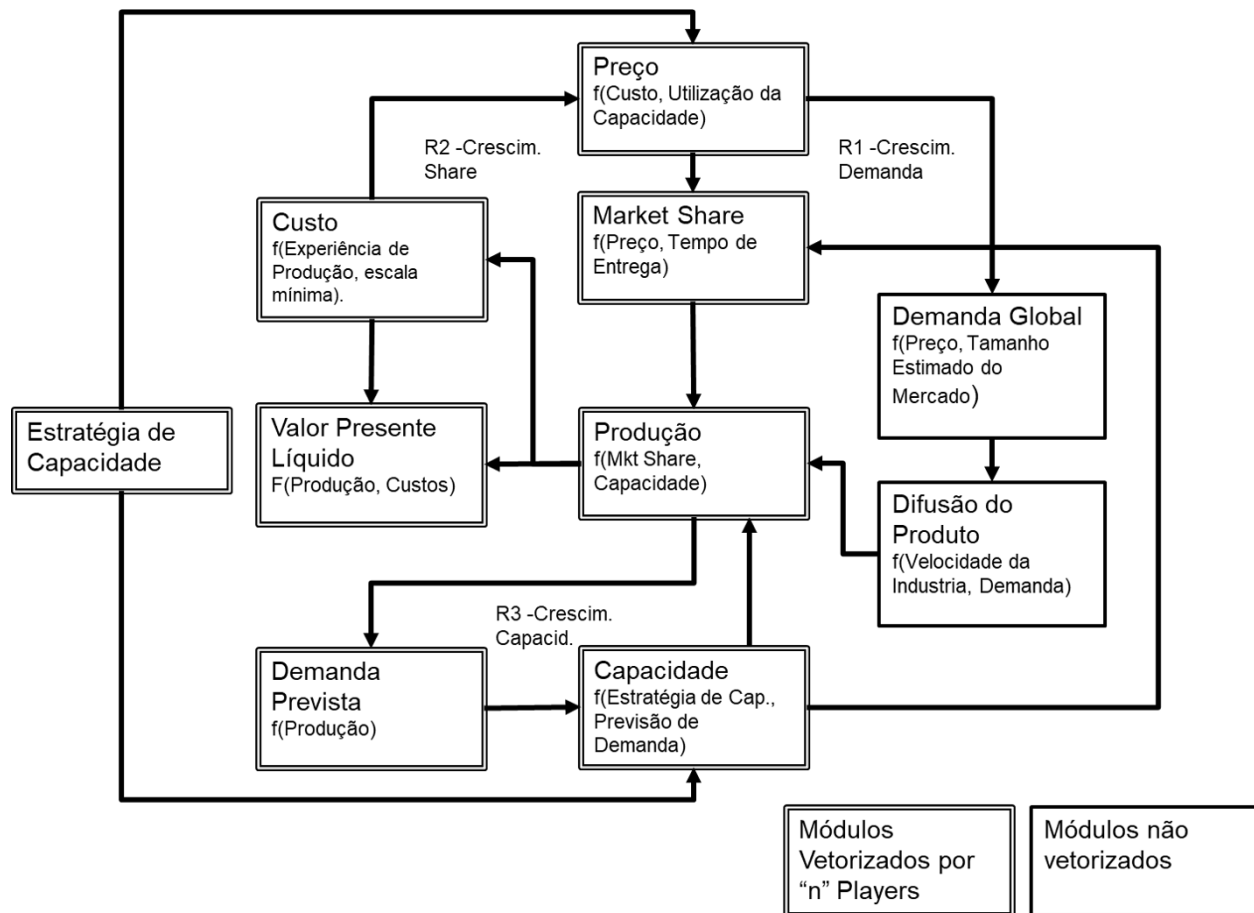 Preço
f(Custo, Utilização da
Capacidade)
R2 -Crescim.
Share
R1 -Crescim.
Demanda
Custo
f(Experiência de
Produção, escala
mínima).
Market Share
f(Preço, Tempo de
Entrega)
Demanda Global
f(Preço, Tamanho
Estimado do
Mercado)
Estratégia de
Capacidade
Valor Presente
Líquido
F(Produção, Custos)
Produção
f(Mkt Share,
Capacidade)
Difusão do
Produto
f(Velocidade da
Industria, Demanda)
R3 -Crescim.
Capacid.
Demanda
Prevista
f(Produção)
Capacidade
f(Estratégia de Cap.,
Previsão de
Demanda)
Módulos
Vetorizados por
“n” Players
Módulos não
vetorizados